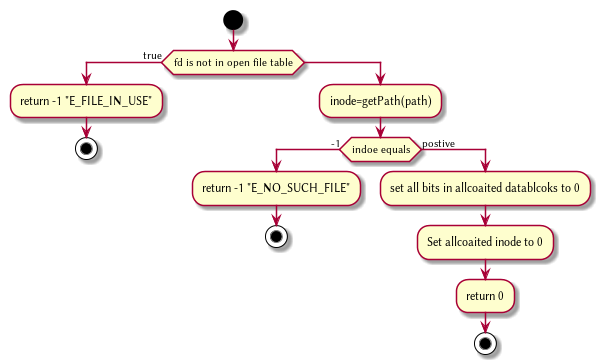 true
fd is not in open file table
return -1 "E_FILE_IN_USE"
inode=getPath(path)
-1
indoe equals
postive
return -1 "E_NO_SUCH_FILE"
set all bits in allcoaited datablcoks to 0
Set allcoaited inode to 0
return 0